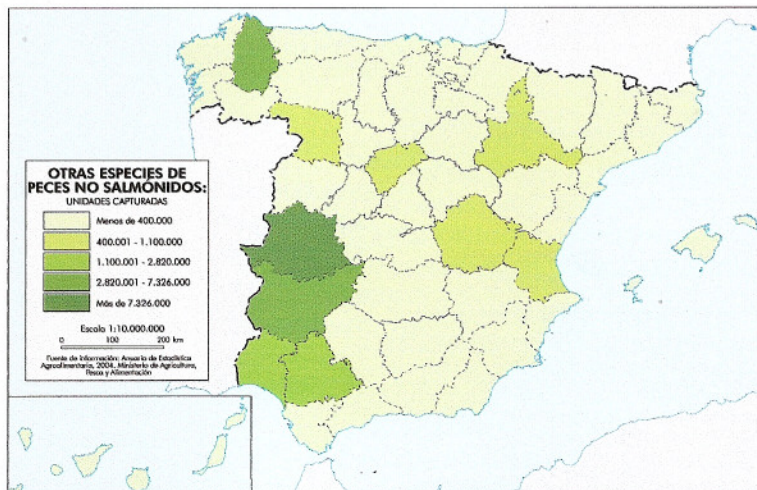 OTRAS ESPECIES DE
PECES NO SALMÓNIDOS:
UNIDADES CAPTURADAS
Menos de 400.000
400.001 - 1.100.000
1.100.001 - 2.820.000
2.820.001 - 7.326.000
Más de 7.326.000
Escala 1:10.000.000
0 100 200 km
Fuente de información: Anuario de Estadística
Agroalimentaria, 2004. Ministerio de Agricultura,
Pesca y Alimentación